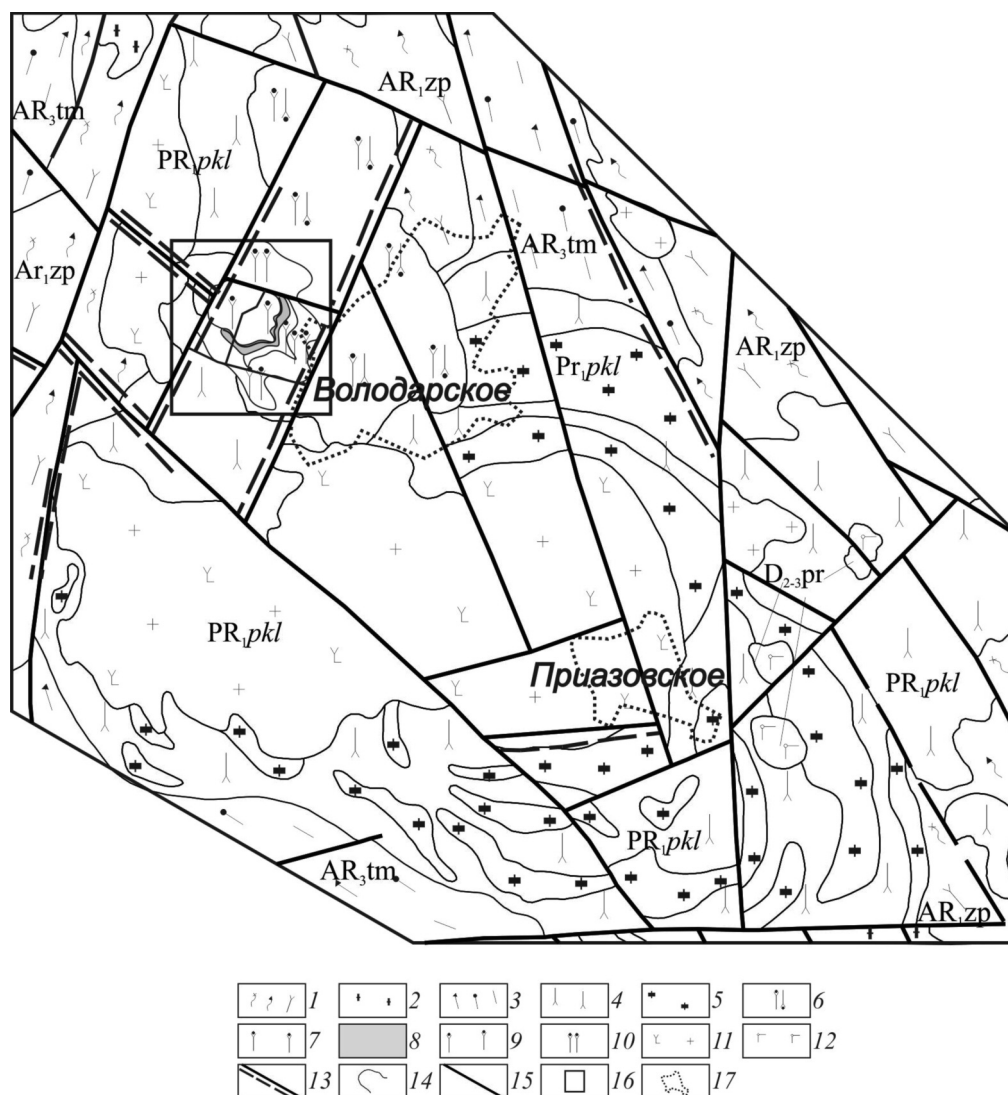 AR₁zp
AR₃tm
PR₁pkl
AR₃tm
Ar₁zp
AR₁zp
Pr₁pkl
Володарское
D₂₋₃pr
PR₁pkl
Приазовское
PR₁pkl
PR₁pkl
AR₃tm
AR₁zp
1 2 3 4 5 6
7 8 9 10 11 12
13 14 15 16 17